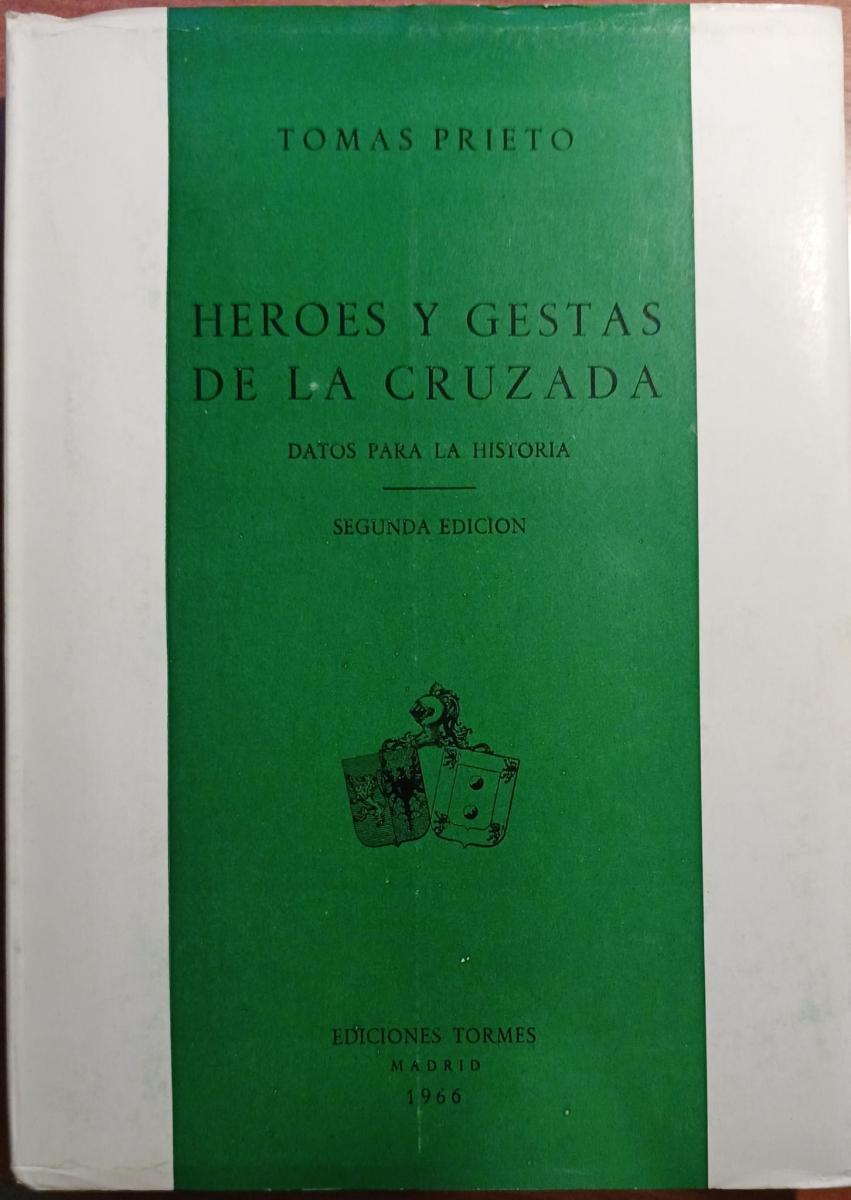 TOMAS PRIETO
HEROES Y GESTAS
DE LA CRUZADA
DATOS PARA LA HISTORIA
SEGUNDA EDICION
EDICIONES TORMES
MADRID
1966